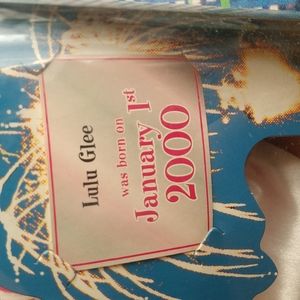 Lulu Glee
was born on
January 1st
2000